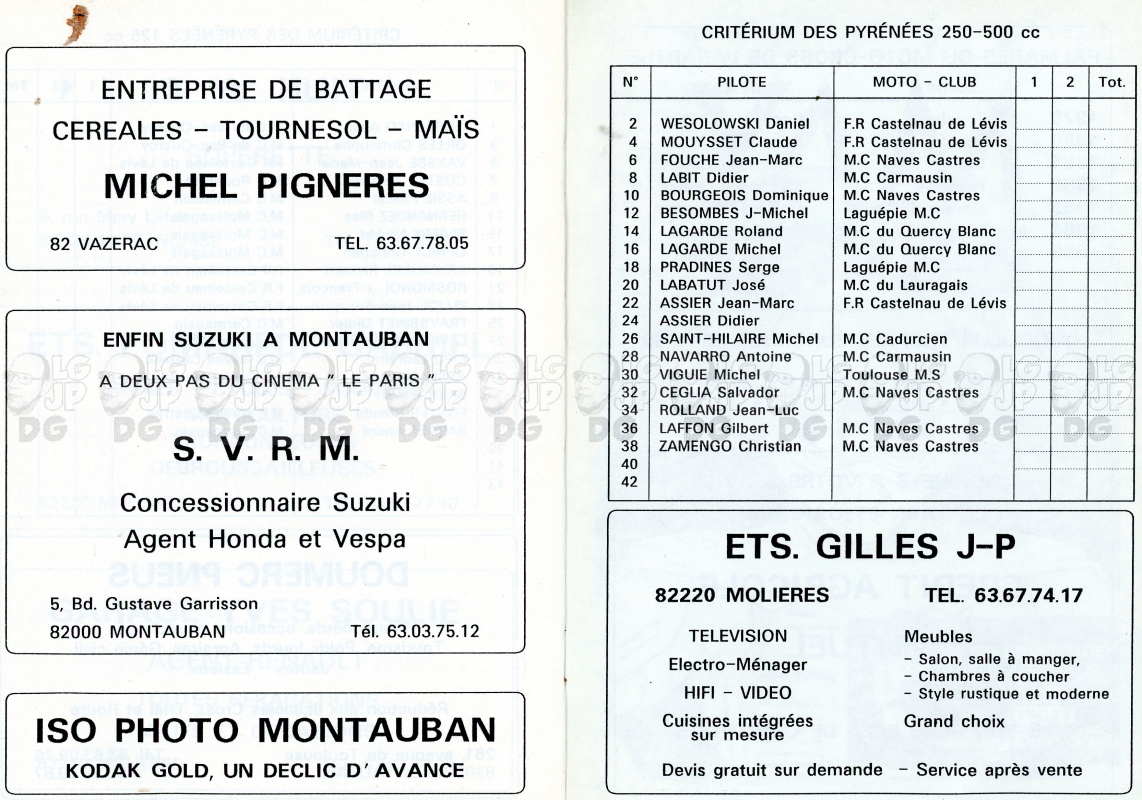 ENTREPRISE DE BATTAGE
CEREALES – TOURNESOL – MAÏS
MICHEL PIGNERES
82 VAZERAC TEL. 63.67.78.05
ENFIN SUZUKI A MONTAUBAN
A DEUX PAS DU CINEMA " LE PARIS "
S. V. R. M.
Concessionnaire Suzuki
Agent Honda et Vespa
5, Bd. Gustave Garrisson
82000 MONTAUBAN Tél. 63.03.75.12
ISO PHOTO MONTAUBAN
KODAK GOLD, UN DECLIC D'AVANCE
CRITÉRIUM DES PYRÉNÉES 250-500 cc
N° PILOTE MOTO - CLUB 1 2 Tot.
2 WESOLOWSKI Daniel F.R Castelnau de Lévis
4 MOUYSSET Claude F.R Castelnau de Lévis
6 FOUCHE Jean-Marc M.C Naves Castres
8 LABIT Didier M.C Carmausin
10 BOURGEOIS Dominique M.C Naves Castres
12 BESOMBES J-Michel Laguépie M.C
14 LAGARDE Roland M.C du Quercy Blanc
16 LAGARDE Michel M.C du Quercy Blanc
18 PRADINES Serge Laguépie M.C
20 LABATUT José M.C du Lauragais
22 ASSIER Jean-Marc F.R Castelnau de Lévis
24 ASSIER Didier
26 SAINT-HILAIRE Michel M.C Cadurcien
28 NAVARRO Antoine M.C Carmausin
30 VIGUIE Michel Toulouse M.S
32 CEGLIA Salvador M.C Naves Castres
34 ROLLAND Jean-Luc
36 LAFFON Gilbert M.C Naves Castres
38 ZAMENGO Christian M.C Naves Castres
40
42
ETS. GILLES J-P
82220 MOLIERES TEL. 63.67.74.17
TELEVISION
Electro-Ménager
HIFI - VIDEO
Cuisines intégrées
sur mesure
Meubles
- Salon, salle à manger,
- Chambres à coucher
- Style rustique et moderne
Grand choix
Devis gratuit sur demande – Service après vente